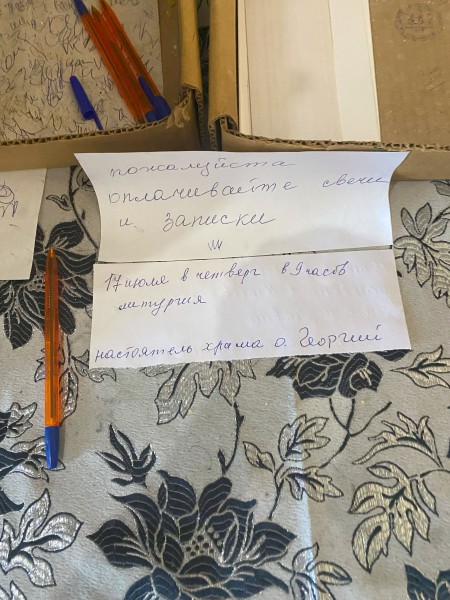 пожалуйста
оплачивайте свечи
и записки
17 июля в четверг в 9 часов
литургия
настоятель храма о. Георгий